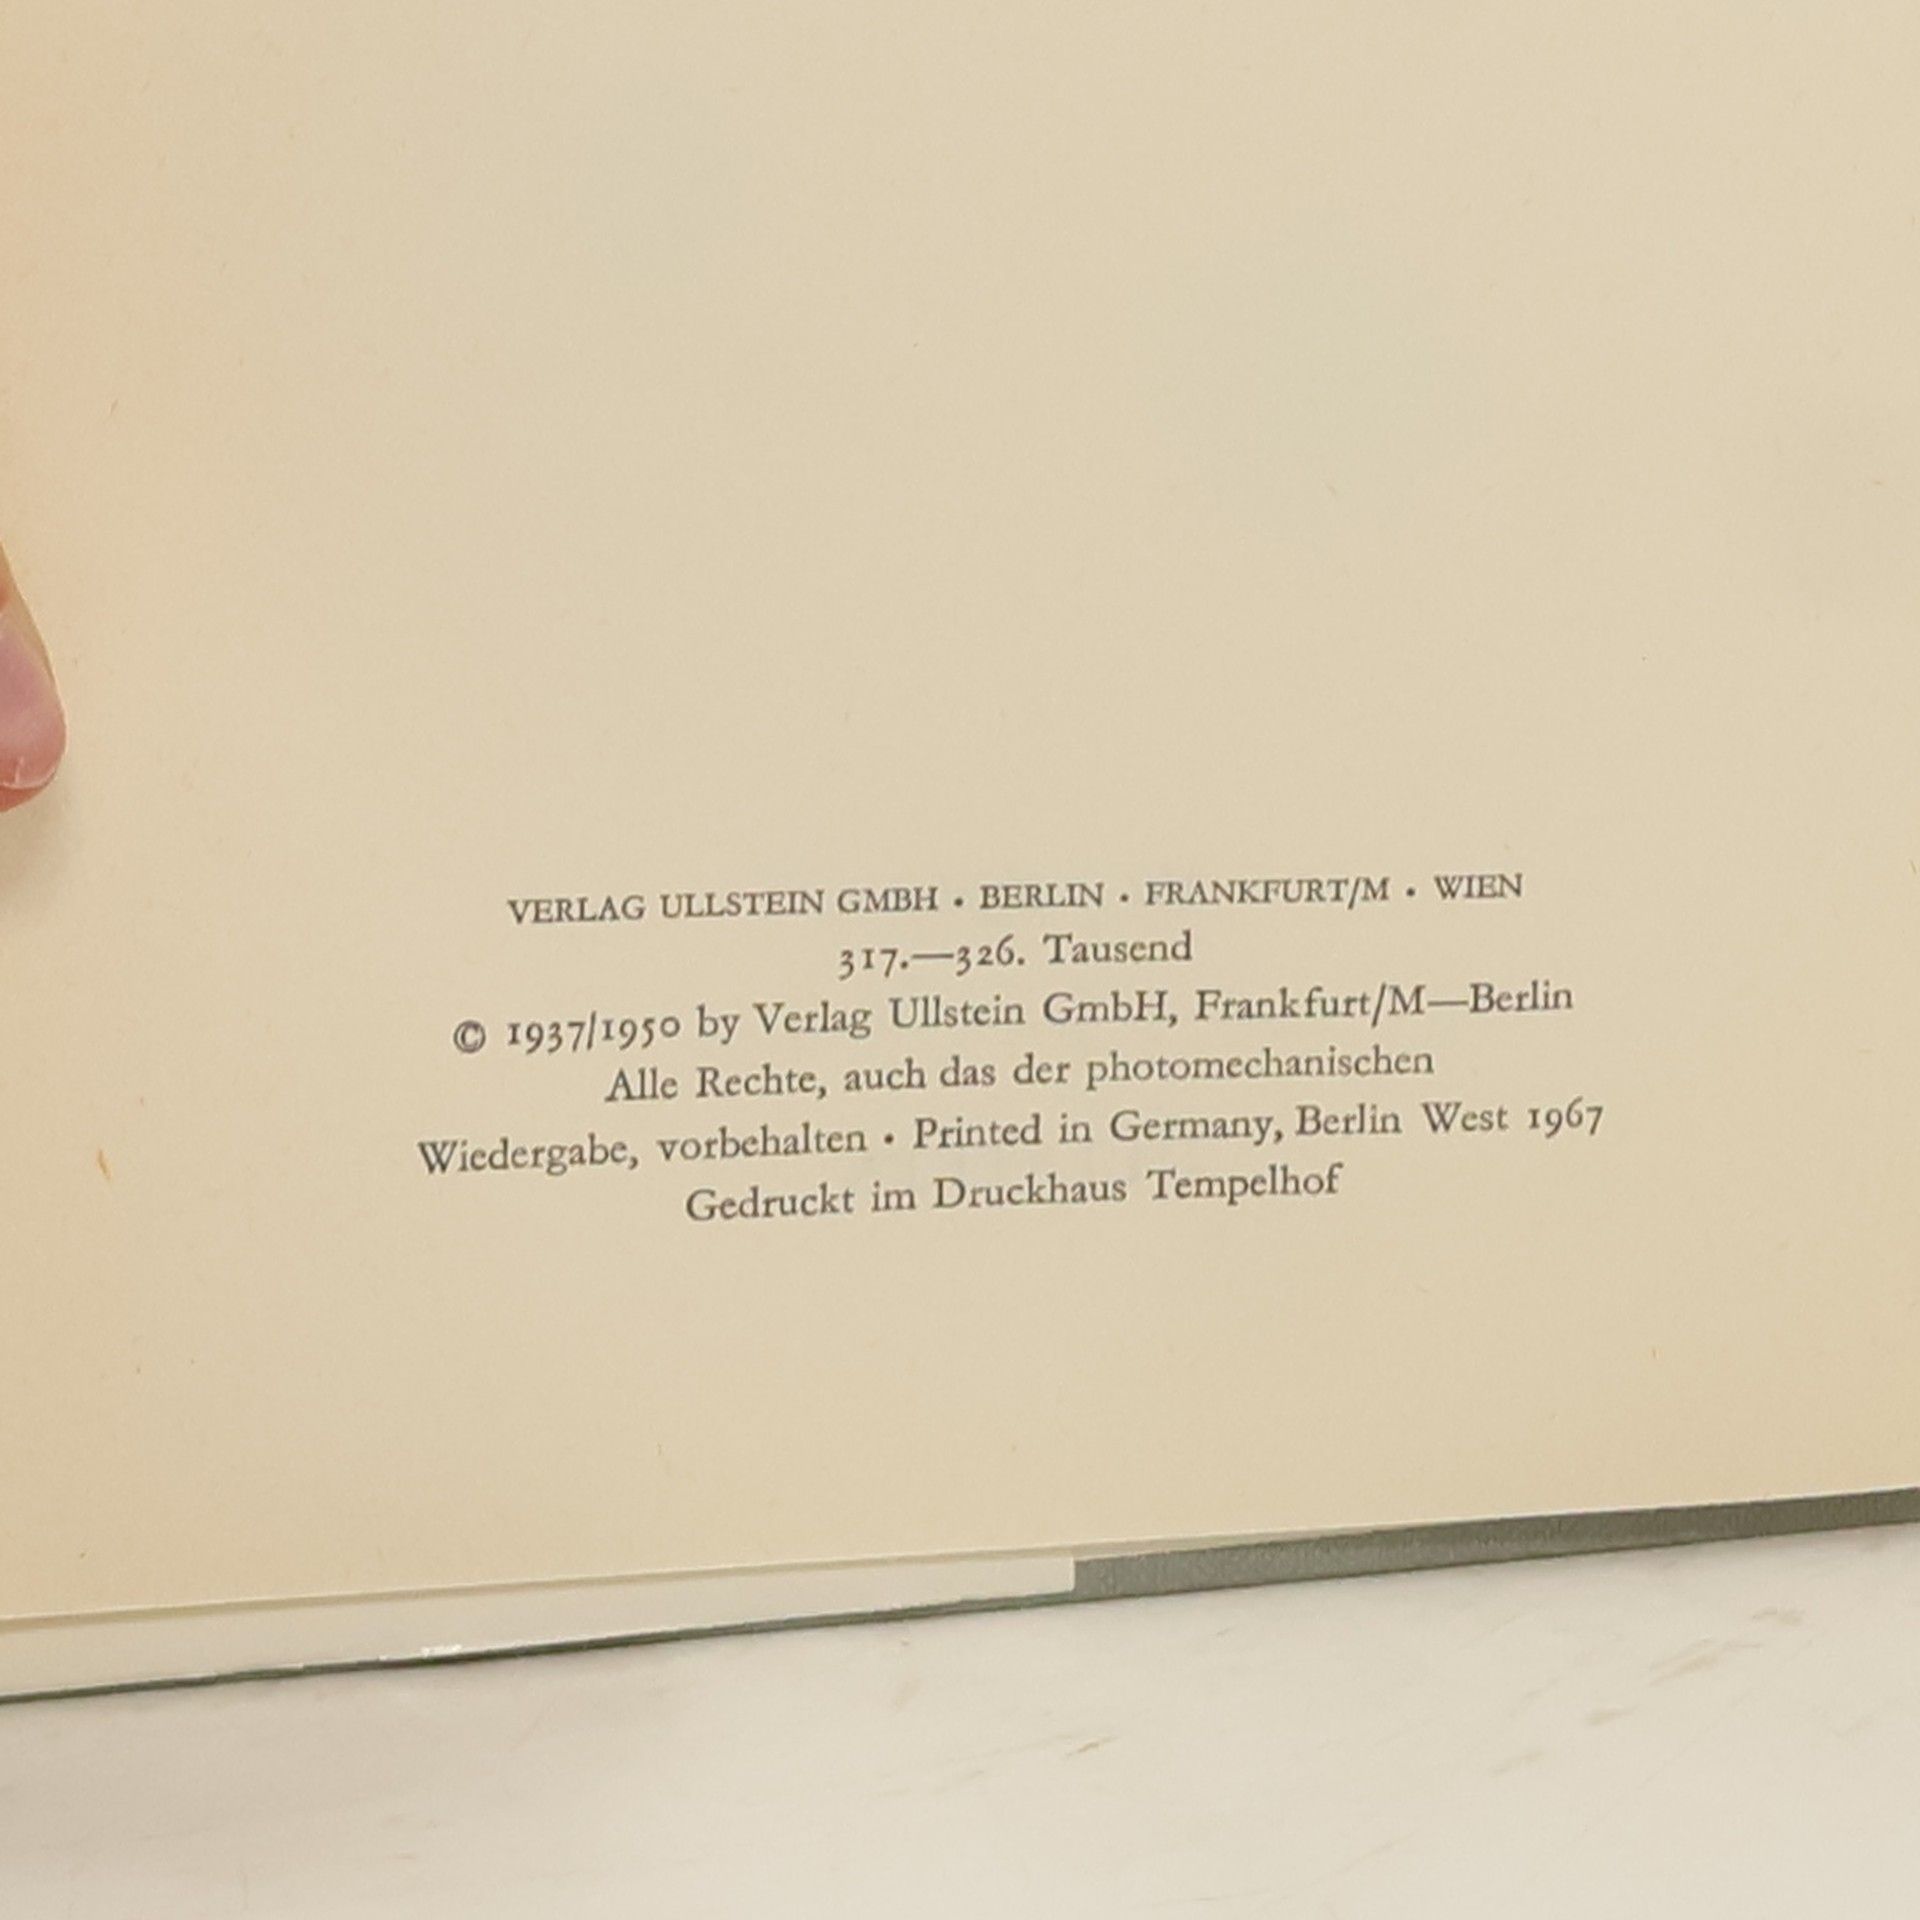 VERLAG ULLSTEIN GMBH • BERLIN • FRANKFURT/M • WIEN
317.—326. Tausend
© 1937/1950 by Verlag Ullstein GmbH, Frankfurt/M—Berlin
Alle Rechte, auch das der photomechanischen
Wiedergabe, vorbehalten • Printed in Germany, Berlin West 1967
Gedruckt im Druckhaus Tempelhof